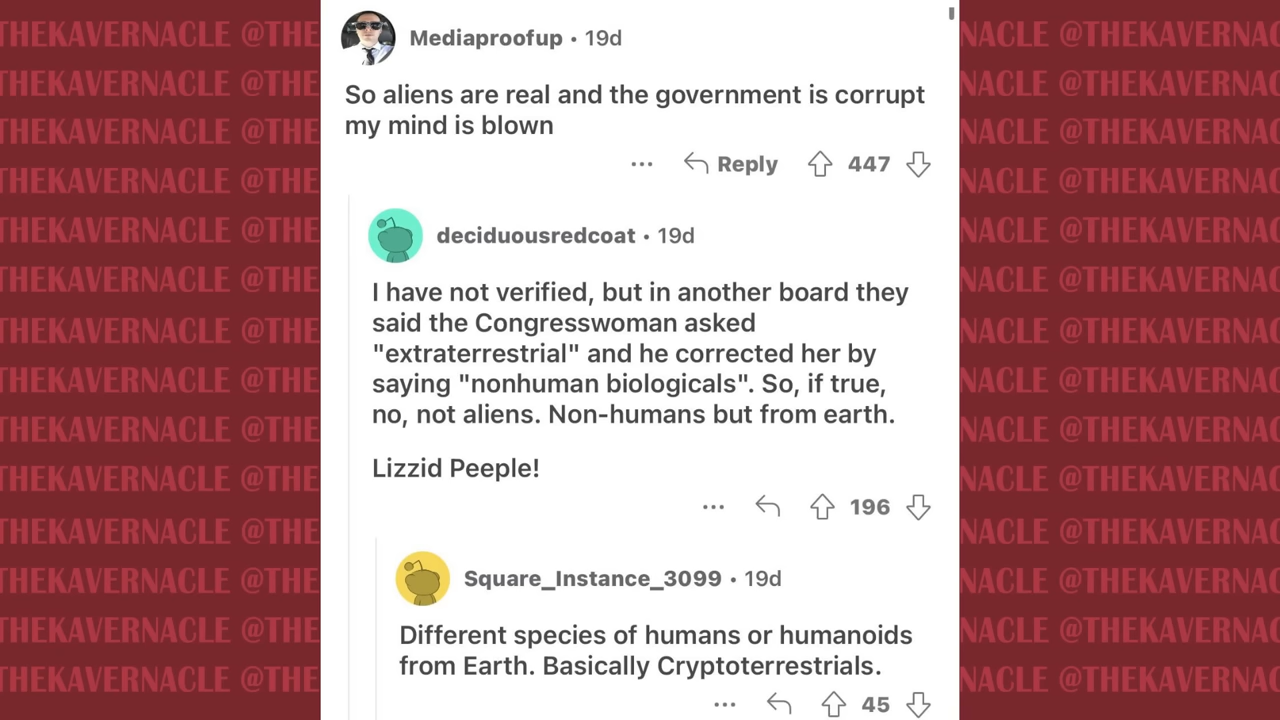 THEKAVERNACLE @THEKAVERNACLE @THEKAVERNACLE
Mediaproofup • 19d
So aliens are real and the government is corrupt
my mind is blown
... Reply 447
deciduousredcoat • 19d
I have not verified, but in another board they
said the Congresswoman asked
"extraterrestrial" and he corrected her by
saying "nonhuman biologicals". So, if true,
no, not aliens. Non-humans but from earth.
Lizzid Peeple!
... 196
Square_Instance_3099 • 19d
Different species of humans or humanoids
from Earth. Basically Cryptoterrestrials.
... 45